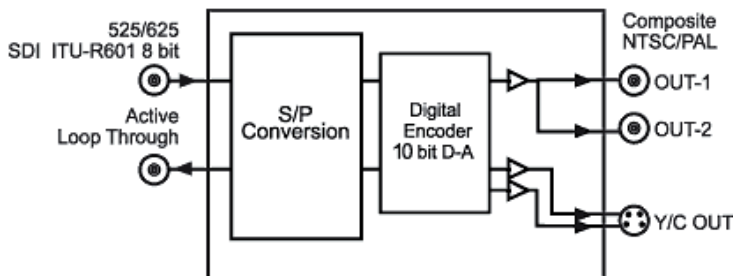 525/625
SDI ITU-R601 8 bit
Active
Loop Through
S/P
Conversion
Digital
Encoder
10 bit D-A
Composite
NTSC/PAL
OUT-1
OUT-2
Y/C OUT